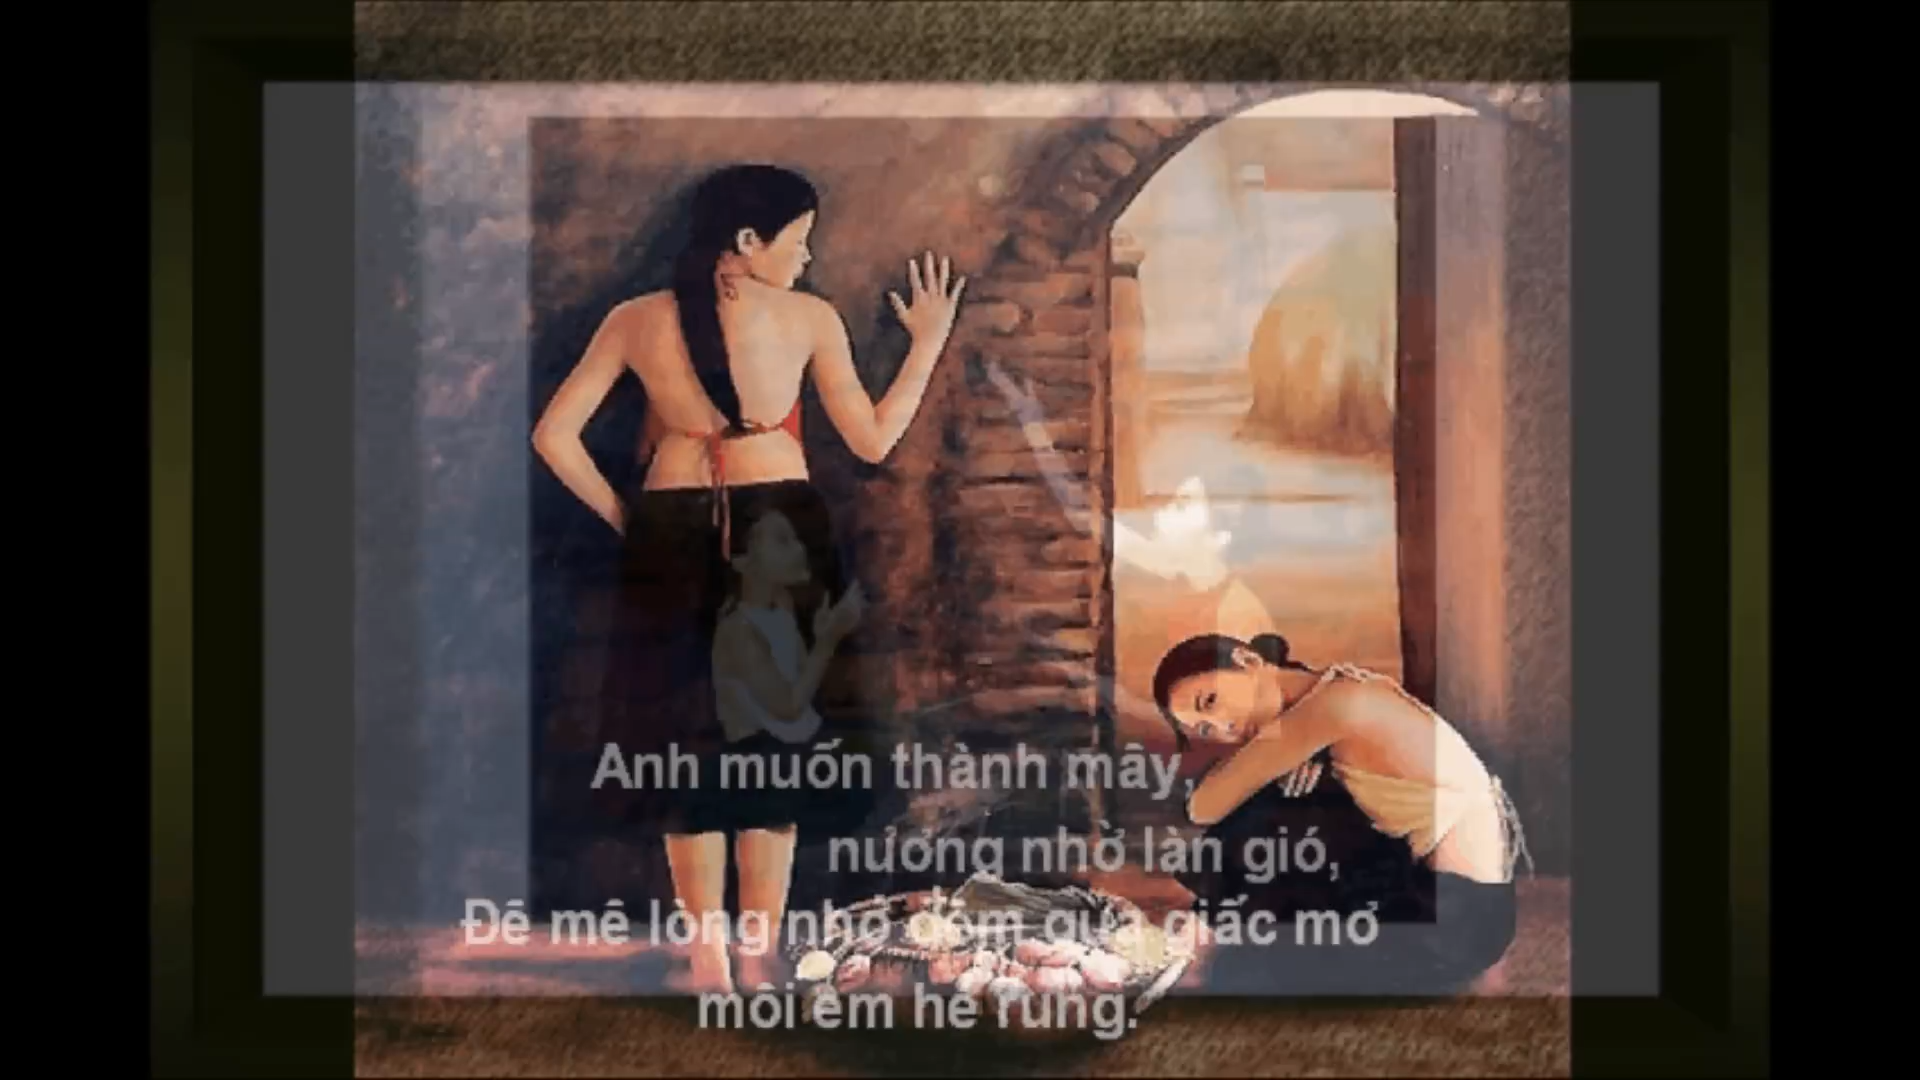 Anh muốn thành mây,
nương nhờ làn gió,
Đê mê lòng nhớ đêm qua giấc mơ
môi em hé rung.